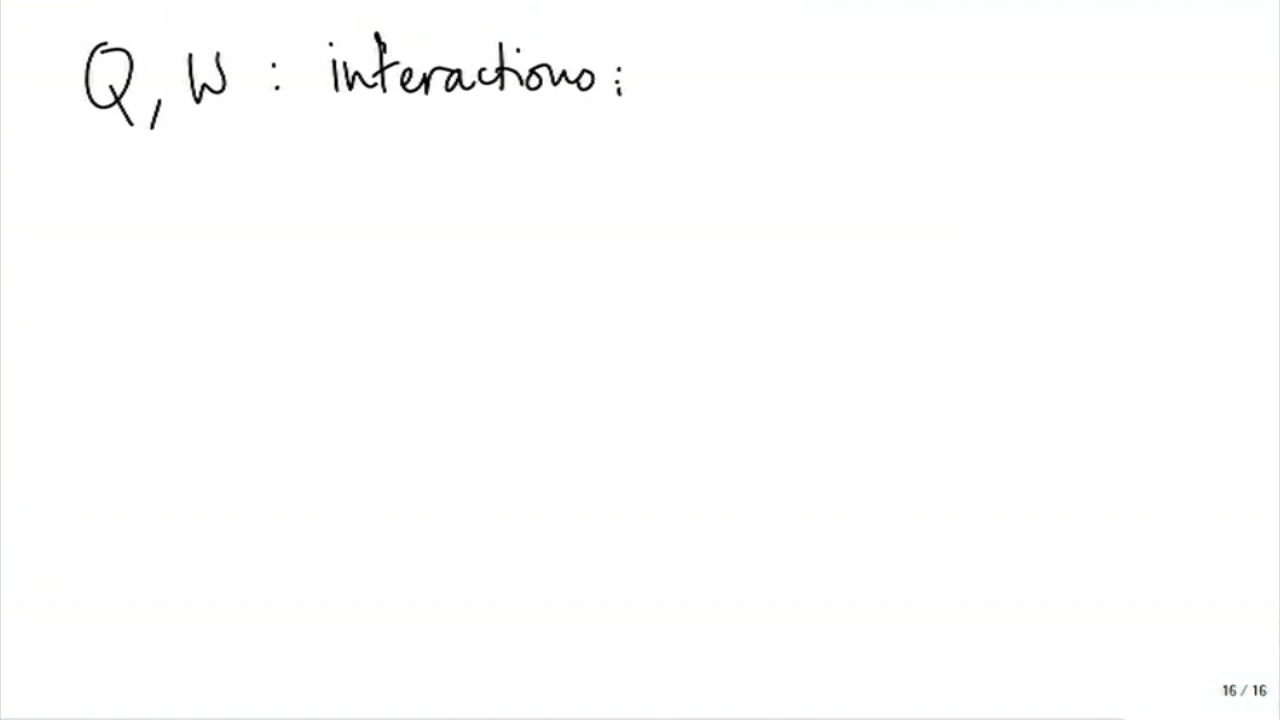 Q, W : interactions :
16 / 16